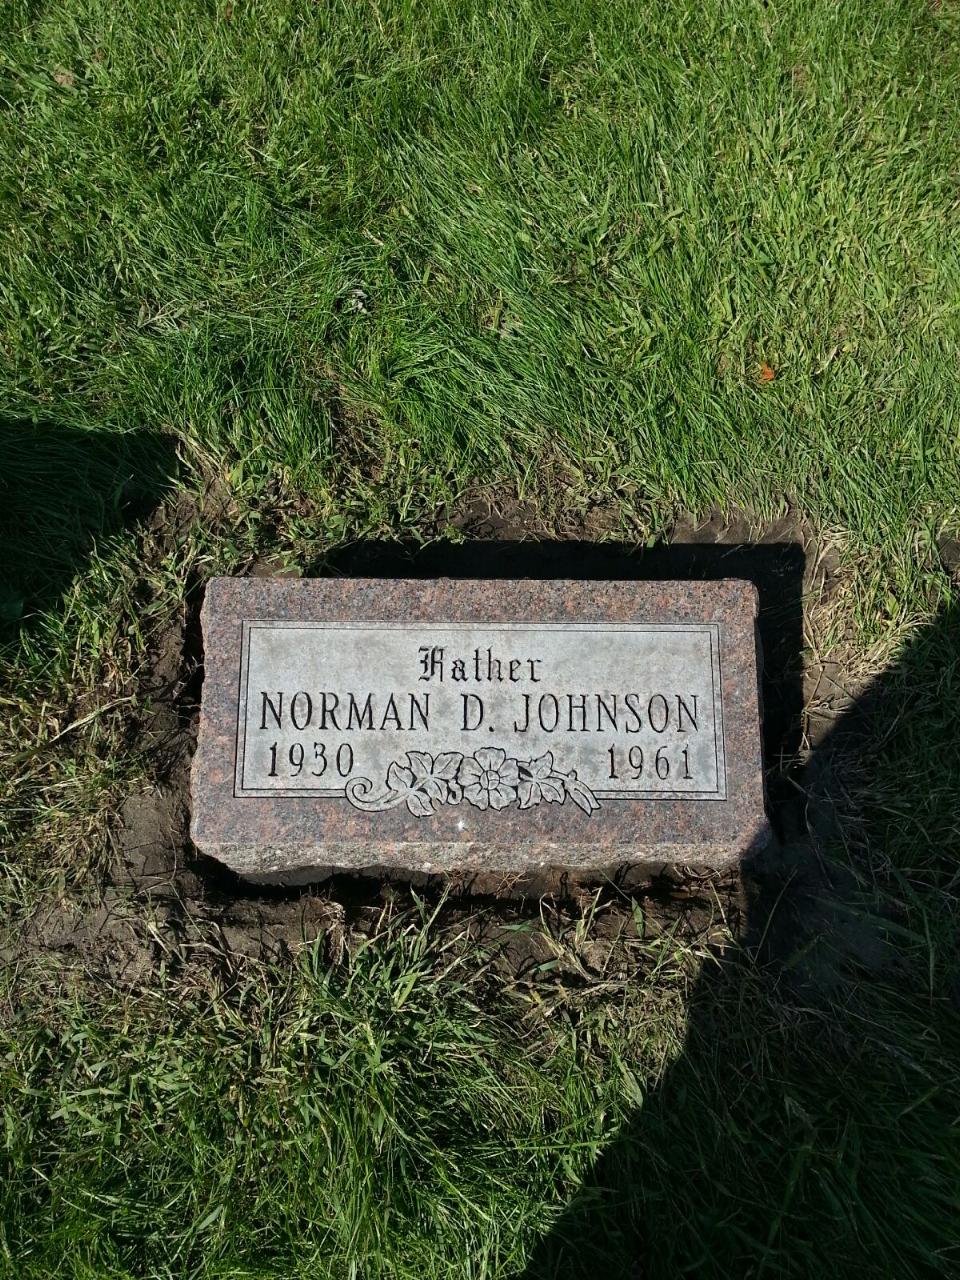 Father
NORMAN D. JOHNSON
1930 1961